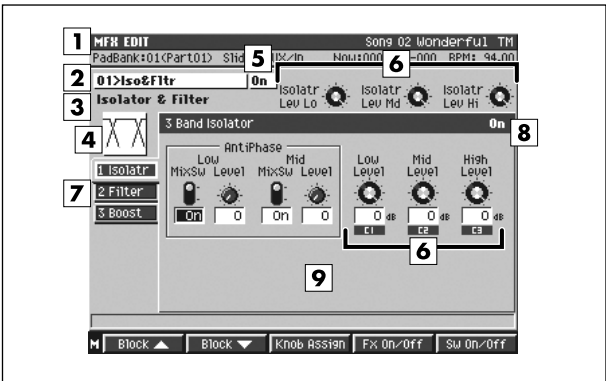 1 MFX EDIT Song 02 Wonderful TM
PadBank:01(Part01) Slid 5 UX/In Now:000 6 -000 BPM: 94.00
2 01>Iso&Fltr On
3 Isolator & Filter
Isolatr Lev Lo Isolatr Lev Md Isolatr Lev Hi
3 Band Isolator On
4 8
AntiPhase
Low Mid Low Mid High
MixSw Level MixSw Level Level Level Level
1 Isolatr
7 2 Filter
On 0 On 0 0 dB 0 dB 0 dB
3 Boost
C1 C2 C3
6
9
M Block ▲ Block ▼ Knob Assign FX On/Off Sw On/Off